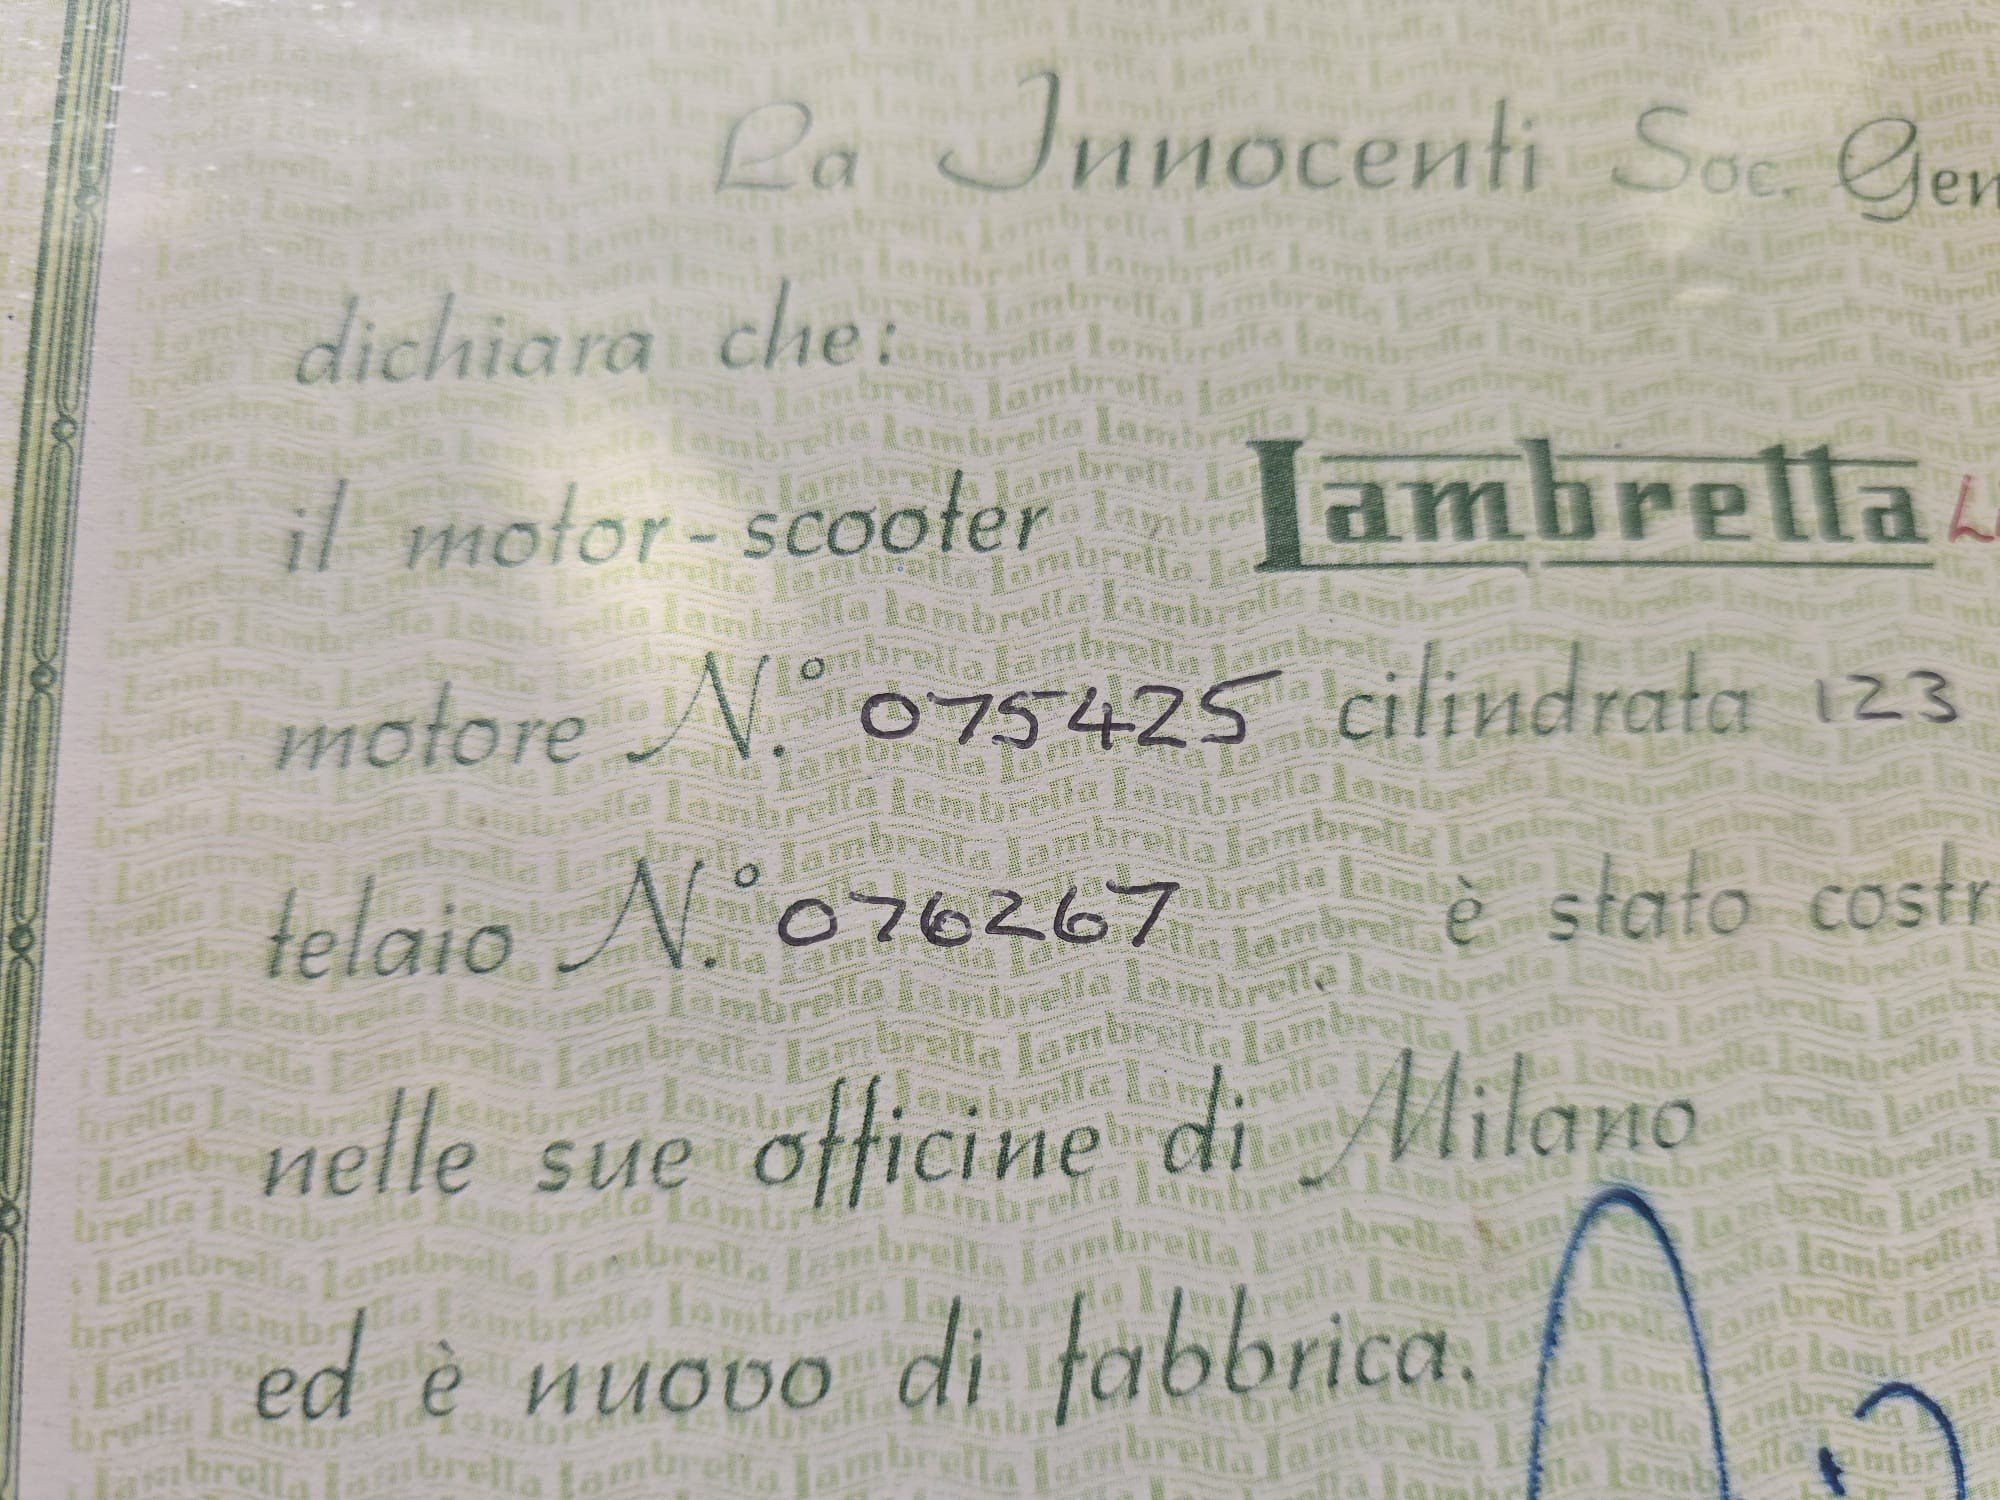 La Innocenti Soc. Gen
dichiara che:
il motor-scooter Lambretta
motore N.° 075425 cilindrata 123
telaio N.° 076267 è stato costr
nelle sue officine di Milano
ed è nuovo di fabbrica.